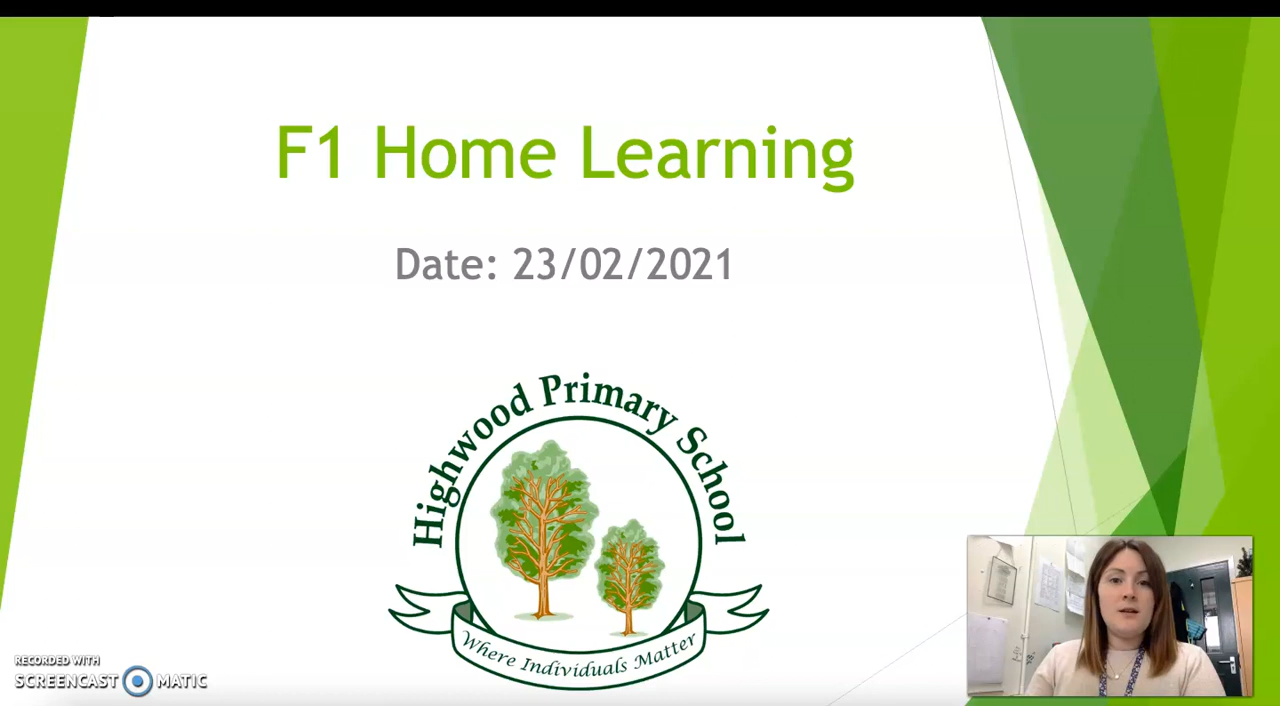 F1 Home Learning
Date: 23/02/2021
Highwood Primary School
Where Individuals Matter
RECORDED WITH
SCREENCAST MATIC